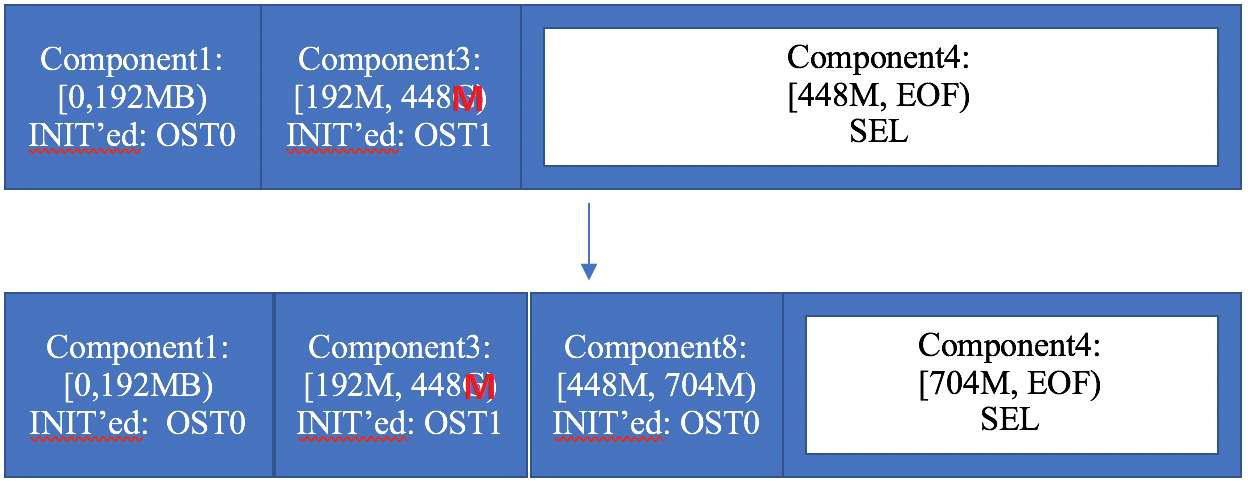 Component1:
[0,192MB)
INIT’ed: OST0
Component3:
[192M, 448M)
INIT’ed: OST1
Component4:
[448M, EOF)
SEL
Component1:
[0,192MB)
INIT’ed: OST0
Component3:
[192M, 448M)
INIT’ed: OST1
Component8:
[448M, 704M)
INIT’ed: OST0
Component4:
[704M, EOF)
SEL